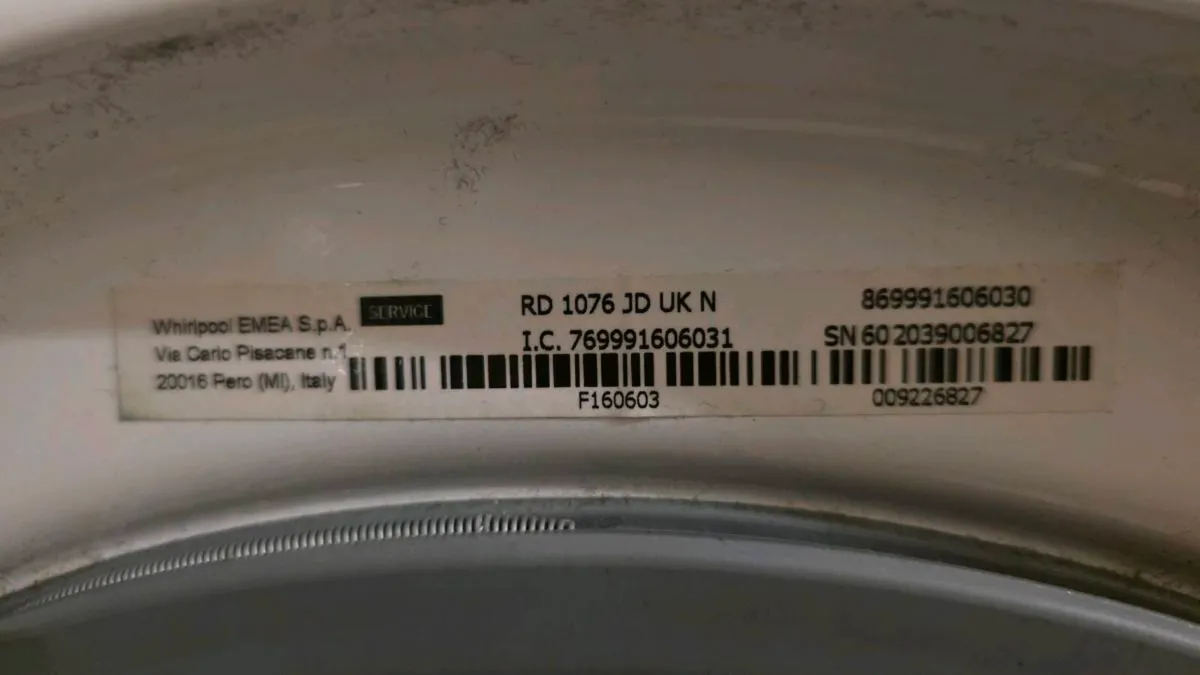 Whirlpool EMEA S.p.A.
Via Carlo Pisacane n.1
20016 Pero (MI), Italy
SERVICE
RD 1076 JD UK N
869991606030
I.C. 769991606031
SN 60 2039006827
F160603
009226827